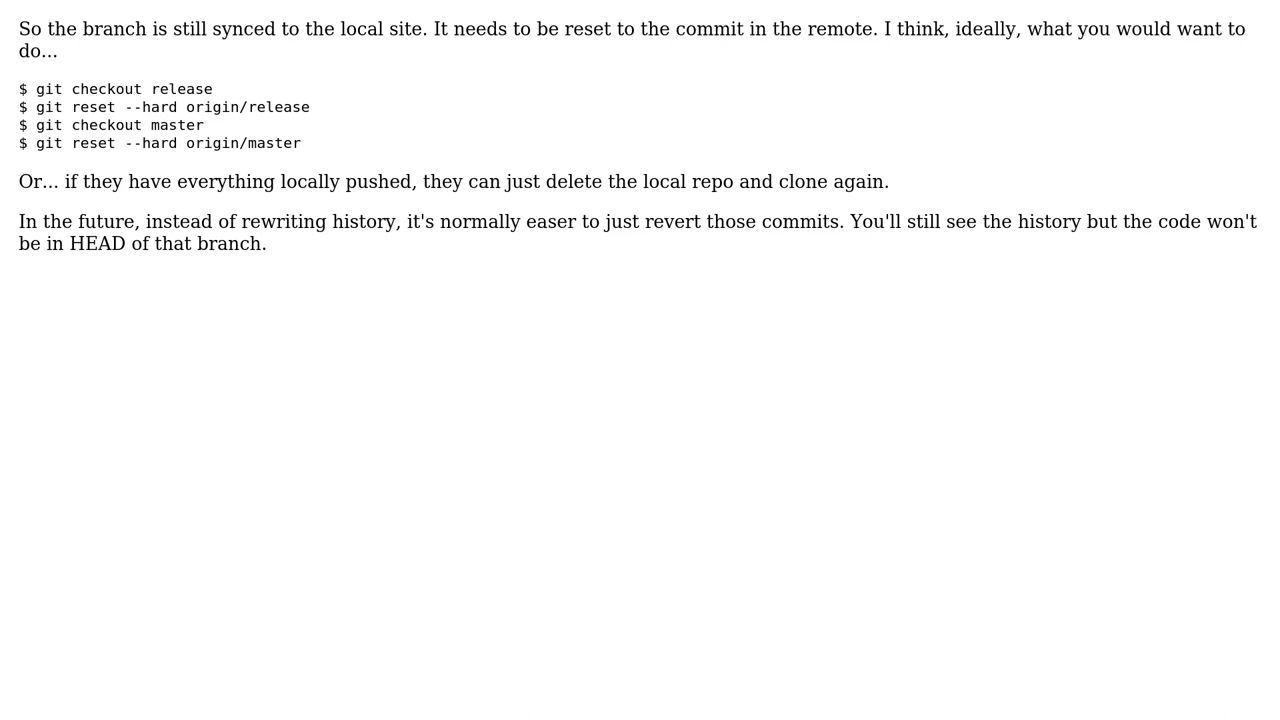 So the branch is still synced to the local site. It needs to be reset to the commit in the remote. I think, ideally, what you would want to
do...
$ git checkout release
$ git reset --hard origin/release
$ git checkout master
$ git reset --hard origin/master
Or... if they have everything locally pushed, they can just delete the local repo and clone again.
In the future, instead of rewriting history, it's normally easer to just revert those commits. You'll still see the history but the code won't
be in HEAD of that branch.